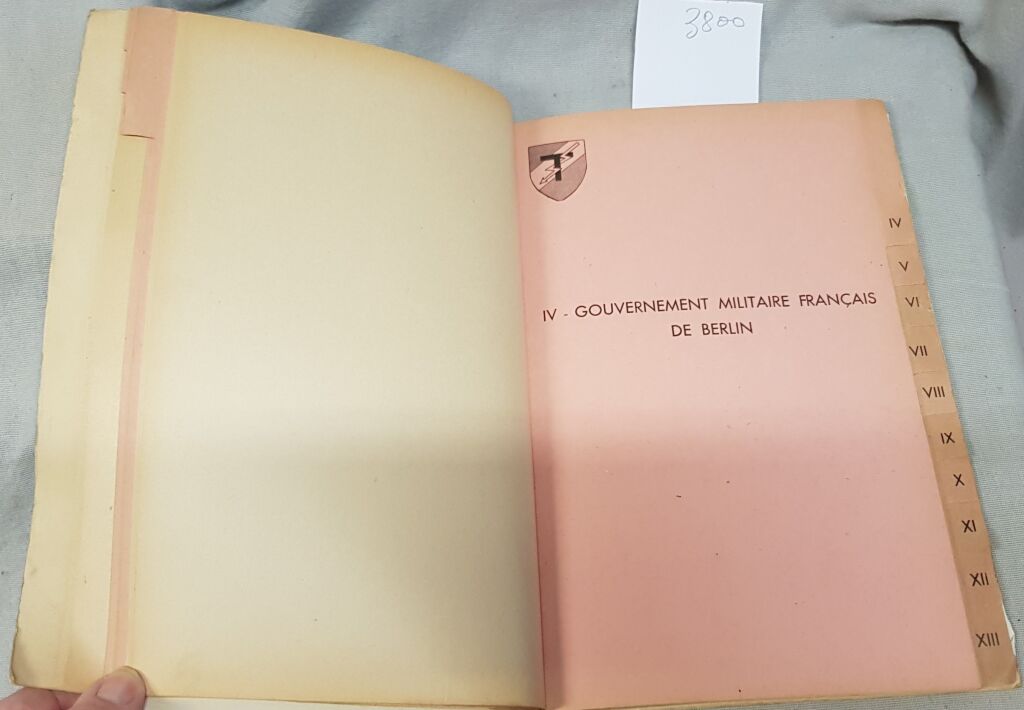 3800
T
IV - GOUVERNEMENT MILITAIRE FRANÇAIS
DE BERLIN
IV
V
VI
VII
VIII
IX
X
XI
XII
XIII